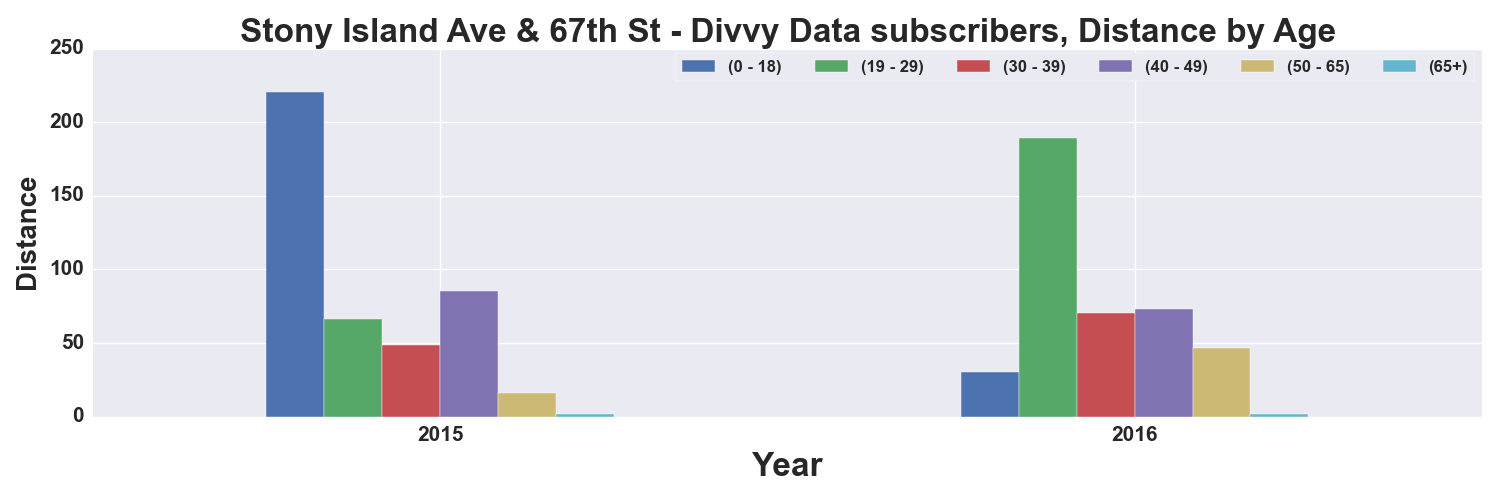 Stony Island Ave & 67th St - Divvy Data subscribers, Distance by Age
250
200
150
100
50
0
Distance
(0 - 18) (19 - 29) (30 - 39) (40 - 49) (50 - 65) (65+)
2015 2016
Year